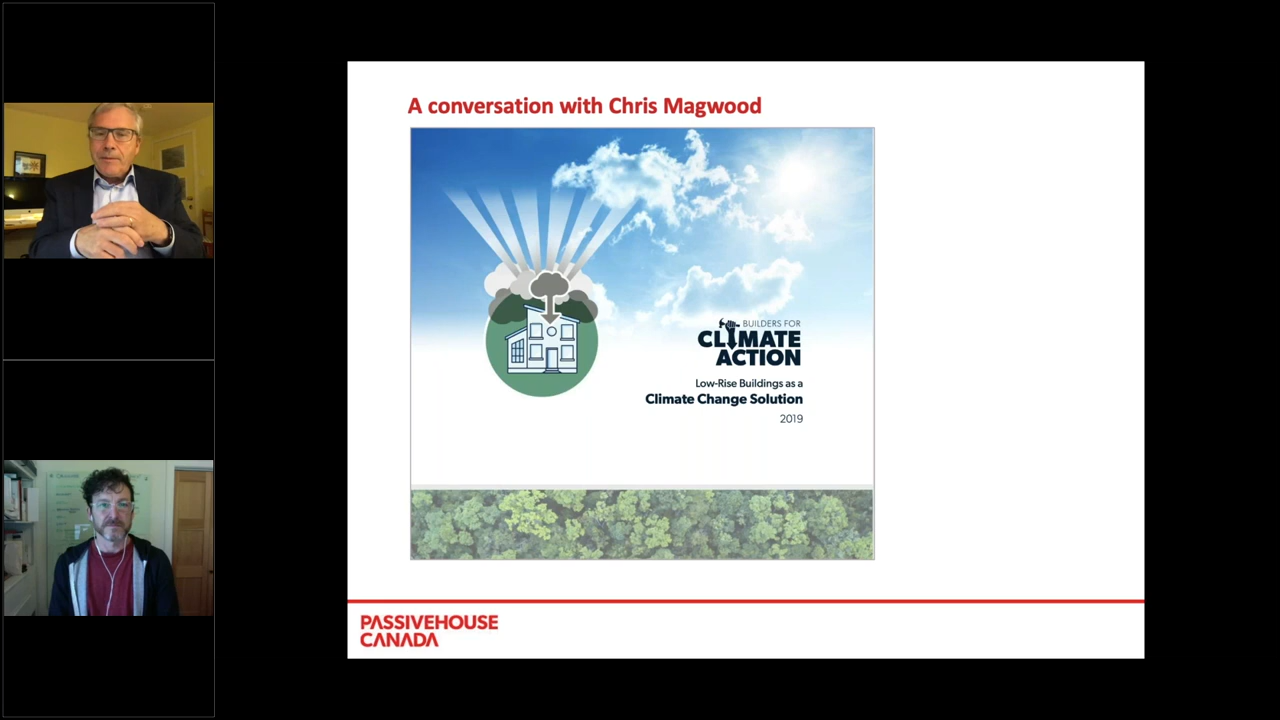 A conversation with Chris Magwood
BUILDERS FOR
CLIMATE
ACTION
Low-Rise Buildings as a
Climate Change Solution
2019
PASSIVEHOUSE
CANADA